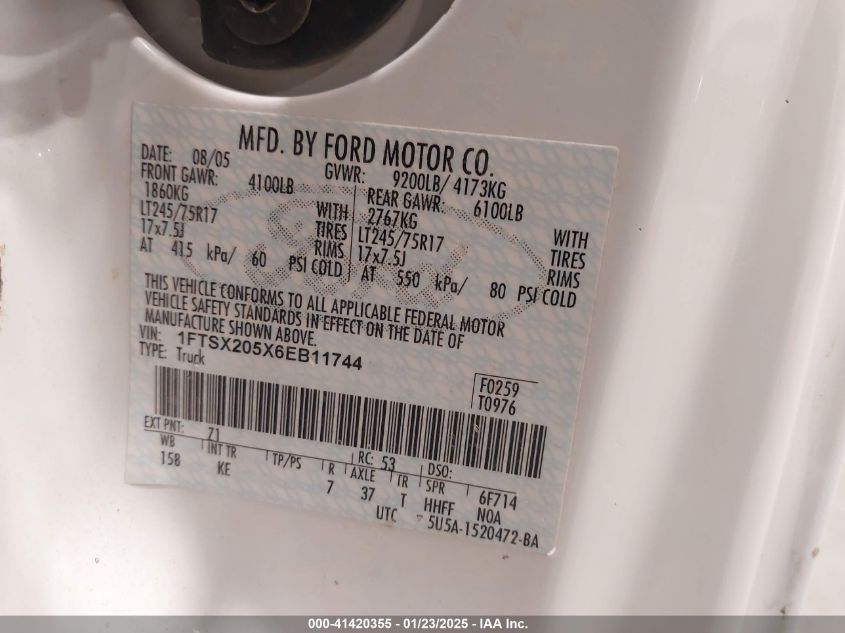 MFD. BY FORD MOTOR CO.
DATE: 08/05 GVWR: 9200LB/ 4173KG
FRONT GAWR: 4100LB REAR GAWR: 6100LB
1860KG WITH 2767KG WITH
LT245/75R17 TIRES LT245/75R17 TIRES
17x7.5J RIMS 17x7.5J RIMS
AT 415 kPa/ 60 PSI COLD AT 550 kPa/ 80 PSI COLD
THIS VEHICLE CONFORMS TO ALL APPLICABLE FEDERAL MOTOR
VEHICLE SAFETY STANDARDS IN EFFECT ON THE DATE OF
MANUFACTURE SHOWN ABOVE.
VIN: 1FTSX205X6EB11744
TYPE: Truck
F0259
T0976
EXT PNT: 71 RC: 53 DSO:
WB INT TR TP/PS R AXLE TR SPR 6F714
158 KE 7 37 T HHFF NOA
UTC 5U5A-1520472-BA
000-41420355 - 01/23/2025 - IAA Inc.